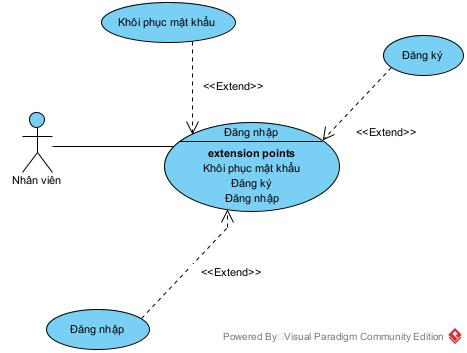 Khôi phục mật khẩu
Đăng ký
<<Extend>>
<<Extend>>
Đăng nhập
extension points
Khôi phục mật khẩu
Đăng ký
Đăng nhập
Nhân viên
<<Extend>>
Đăng nhập
Powered By Visual Paradigm Community Edition